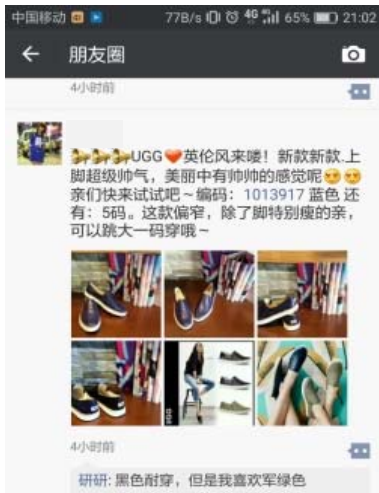 中国移动 77B/s 4G 65% 21:02
朋友圈
4小时前
UGG❤英伦风来喽！新款新款.上
脚超级帅气，美丽中有帅帅的感觉呢
亲们快来试试吧～编码：1013917 蓝色 还
有：5码。这款偏窄，除了脚特别瘦的亲，
可以跳大一码穿哦～
UGG
4小时前
研研: 黑色耐穿，但是我喜欢军绿色